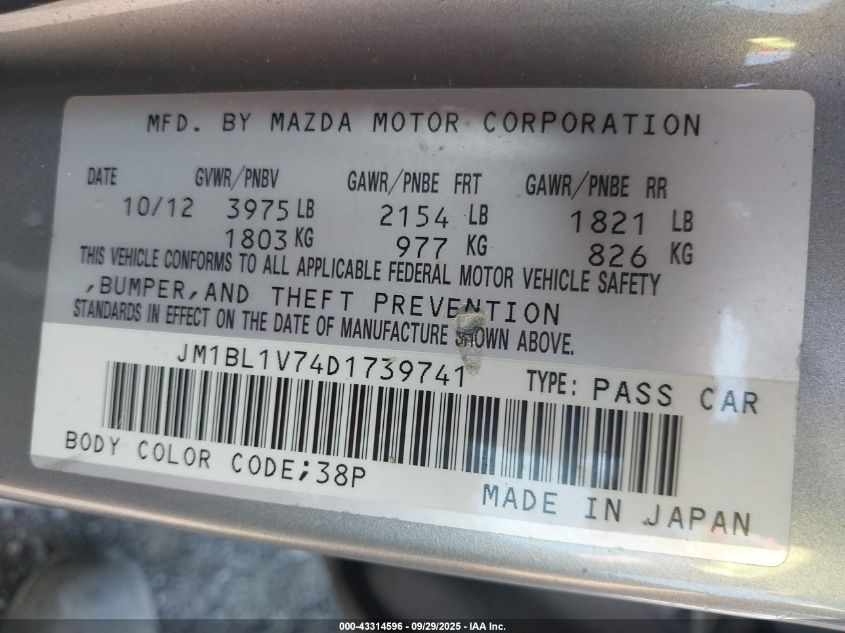 MFD. BY MAZDA MOTOR CORPORATION
DATE GVWR/PNBV GAWR/PNBE FRT GAWR/PNBE RR
10/12 3975 LB 2154 LB 1821 LB
1803 KG 977 KG 826 KG
THIS VEHICLE CONFORMS TO ALL APPLICABLE FEDERAL MOTOR VEHICLE SAFETY
,BUMPER,AND THEFT PREVENTION
STANDARDS IN EFFECT ON THE DATE OF MANUFACTURE SHOWN ABOVE.
JM1BL1V74D1739741 TYPE: PASS CAR
BODY COLOR CODE;38P
MADE IN JAPAN
000-43314596 - 09/29/2025 - IAA Inc.